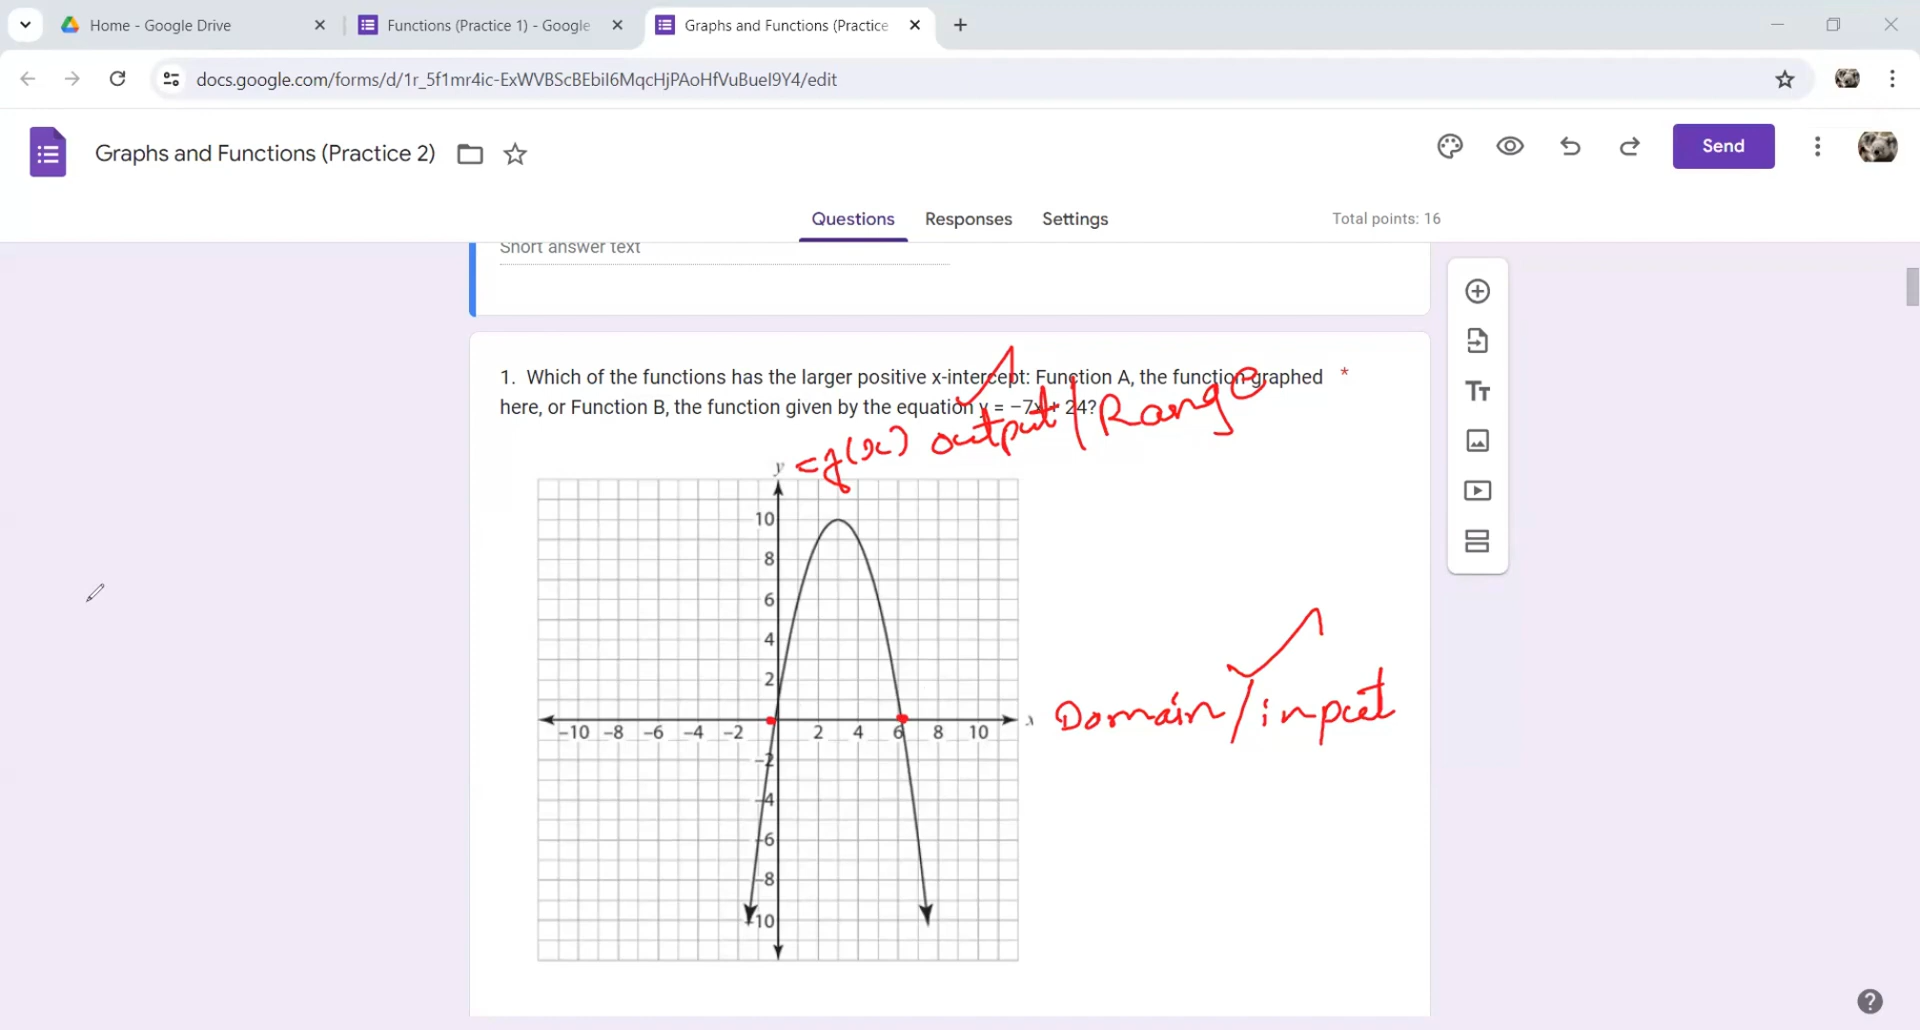 Home - Google Drive
Functions (Practice 1) - Google
Graphs and Functions (Practice
docs.google.com/forms/d/1r_5f1mr4ic-ExWVBScBEbiI6MqcHjPAoHfVuBueI9Y4/edit
Graphs and Functions (Practice 2)
Send
Questions
Responses
Settings
Total points: 16
Short answer text
1. Which of the functions has the larger positive x-intercept: Function A, the function graphed *
here, or Function B, the function given by the equation y = −7x + 24?
y = f(x) output / Range
10
8
6
4
2
−10 −8 −6 −4 −2 2 4 6 8 10 x
Domain / input
−2
−4
−6
−8
−10
Tt
?